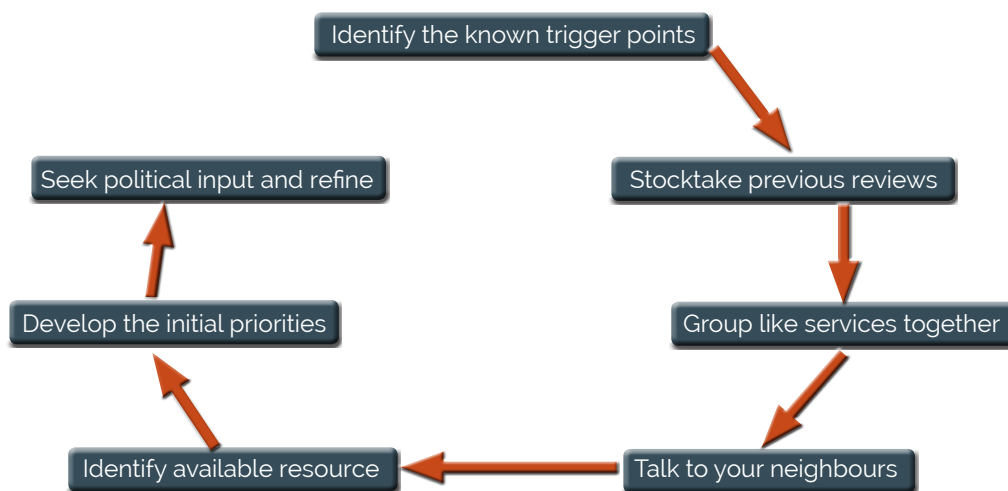 Identify the known trigger points
Stocktake previous reviews
Group like services together
Talk to your neighbours
Identify available resource
Develop the initial priorities
Seek political input and refine